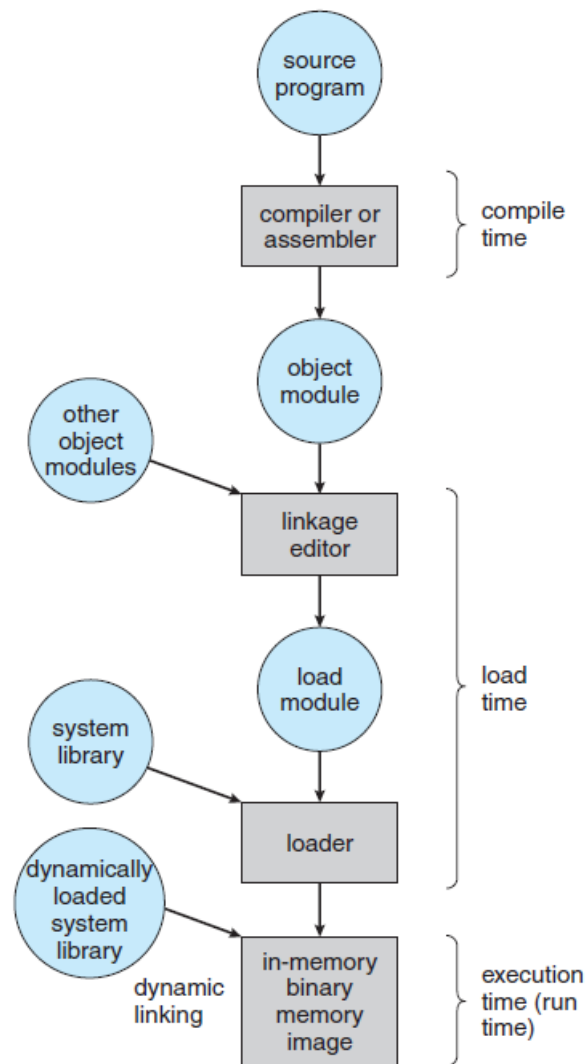 source
program
compiler or
assembler
compile
time
object
module
other
object
modules
linkage
editor
load
module
load
time
system
library
loader
dynamically
loaded
system
library
dynamic
linking
in-memory
binary
memory
image
execution
time (run
time)